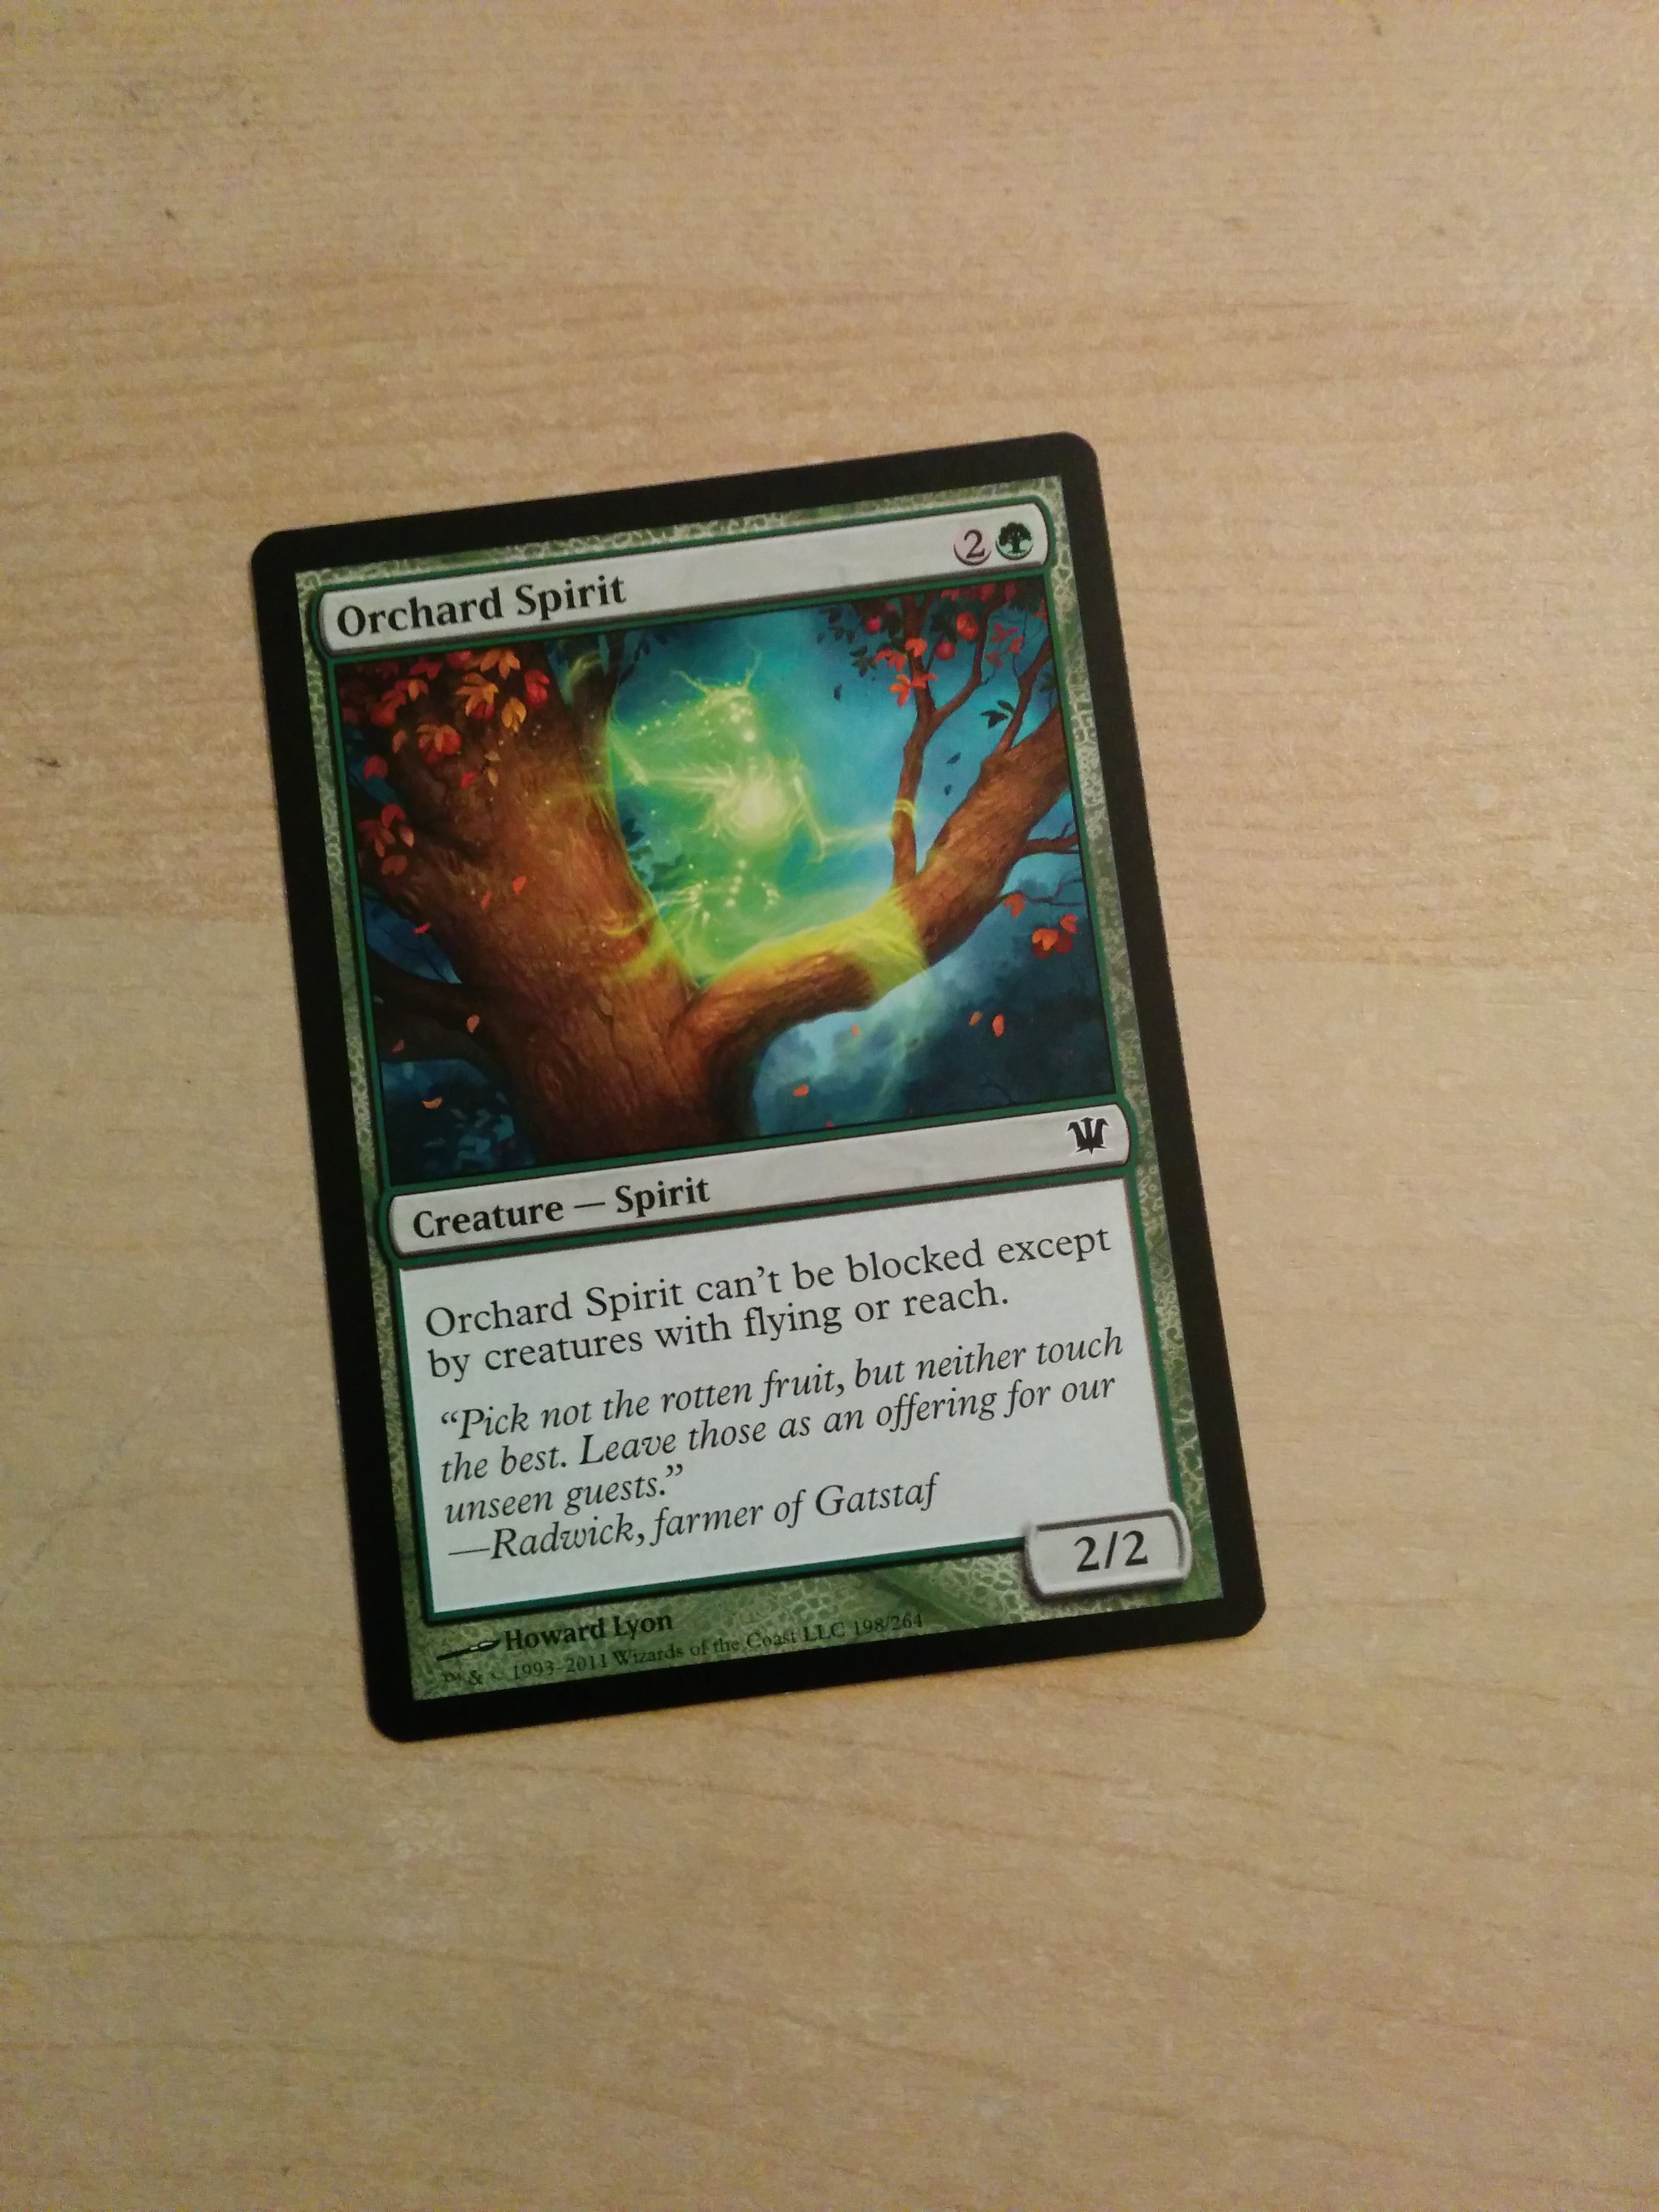 Orchard Spirit
2
Creature — Spirit
Orchard Spirit can't be blocked except
by creatures with flying or reach.
“Pick not the rotten fruit, but neither touch
the best. Leave those as an offering for our
unseen guests.”
—Radwick, farmer of Gatstaf
2/2
Howard Lyon
™ & © 1993-2011 Wizards of the Coast LLC 198/264